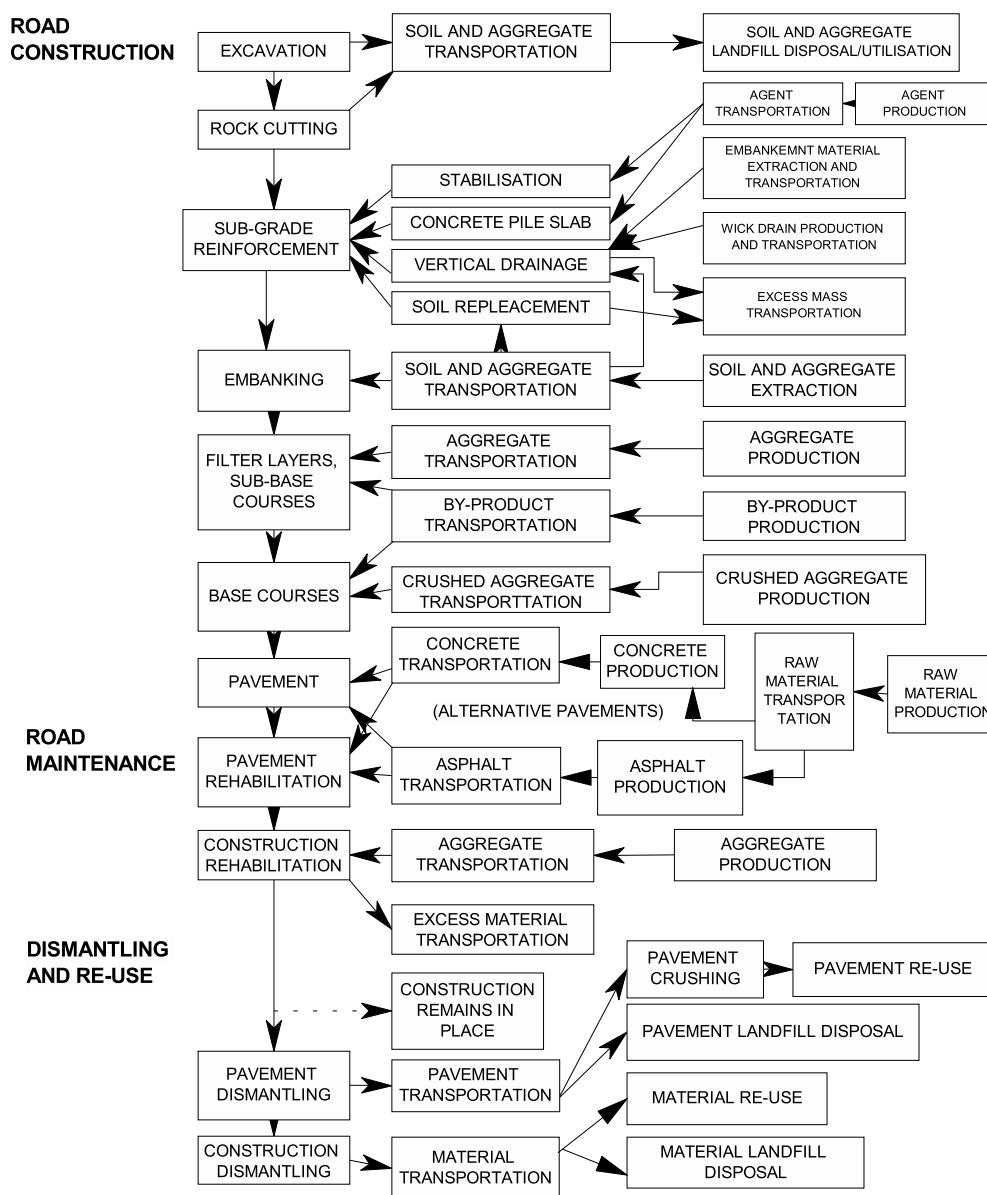 ROAD
CONSTRUCTION
EXCAVATION
SOIL AND AGGREGATE
TRANSPORTATION
SOIL AND AGGREGATE
LANDFILL DISPOSAL/UTILISATION
ROCK CUTTING
AGENT
TRANSPORTATION
AGENT
PRODUCTION
EMBANKEMNT MATERIAL
EXTRACTION AND
TRANSPORTATION
STABILISATION
SUB-GRADE
REINFORCEMENT
CONCRETE PILE SLAB
WICK DRAIN PRODUCTION
AND TRANSPORTATION
VERTICAL DRAINAGE
SOIL REPLEACEMENT
EXCESS MASS
TRANSPORTATION
EMBANKING
SOIL AND AGGREGATE
TRANSPORTATION
SOIL AND AGGREGATE
EXTRACTION
FILTER LAYERS,
SUB-BASE
COURSES
AGGREGATE
TRANSPORTATION
AGGREGATE
PRODUCTION
BY-PRODUCT
TRANSPORTATION
BY-PRODUCT
PRODUCTION
BASE COURSES
CRUSHED AGGREGATE
TRANSPORTTATION
CRUSHED AGGREGATE
PRODUCTION
PAVEMENT
CONCRETE
TRANSPORTATION
CONCRETE
PRODUCTION
RAW
MATERIAL
TRANSPOR
TATION
RAW
MATERIAL
PRODUCTION
(ALTERNATIVE PAVEMENTS)
ROAD
MAINTENANCE
PAVEMENT
REHABILITATION
ASPHALT
TRANSPORTATION
ASPHALT
PRODUCTION
CONSTRUCTION
REHABILITATION
AGGREGATE
TRANSPORTATION
AGGREGATE
PRODUCTION
EXCESS MATERIAL
TRANSPORTATION
DISMANTLING
AND RE-USE
PAVEMENT
CRUSHING
PAVEMENT RE-USE
CONSTRUCTION
REMAINS IN
PLACE
PAVEMENT LANDFILL DISPOSAL
PAVEMENT
DISMANTLING
PAVEMENT
TRANSPORTATION
MATERIAL RE-USE
CONSTRUCTION
DISMANTLING
MATERIAL
TRANSPORTATION
MATERIAL LANDFILL
DISPOSAL